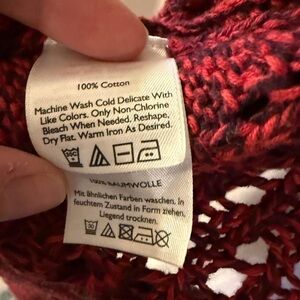 100% Cotton
Machine Wash Cold Delicate With
Like Colors. Only Non-Chlorine
Bleach When Needed. Reshape,
Dry Flat. Warm Iron As Desired.
100% BAUMWOLLE
Mit ähnlichen Farben waschen. In
feuchtem Zustand in Form ziehen,
Liegend trocknen.
30